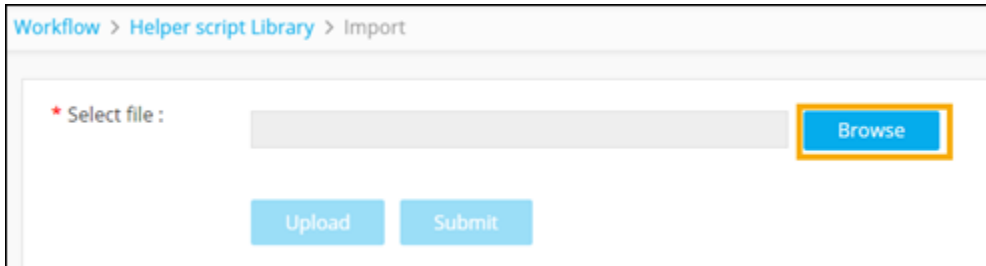 Workflow > Helper script Library > Import
* Select file :
Browse
Upload Submit